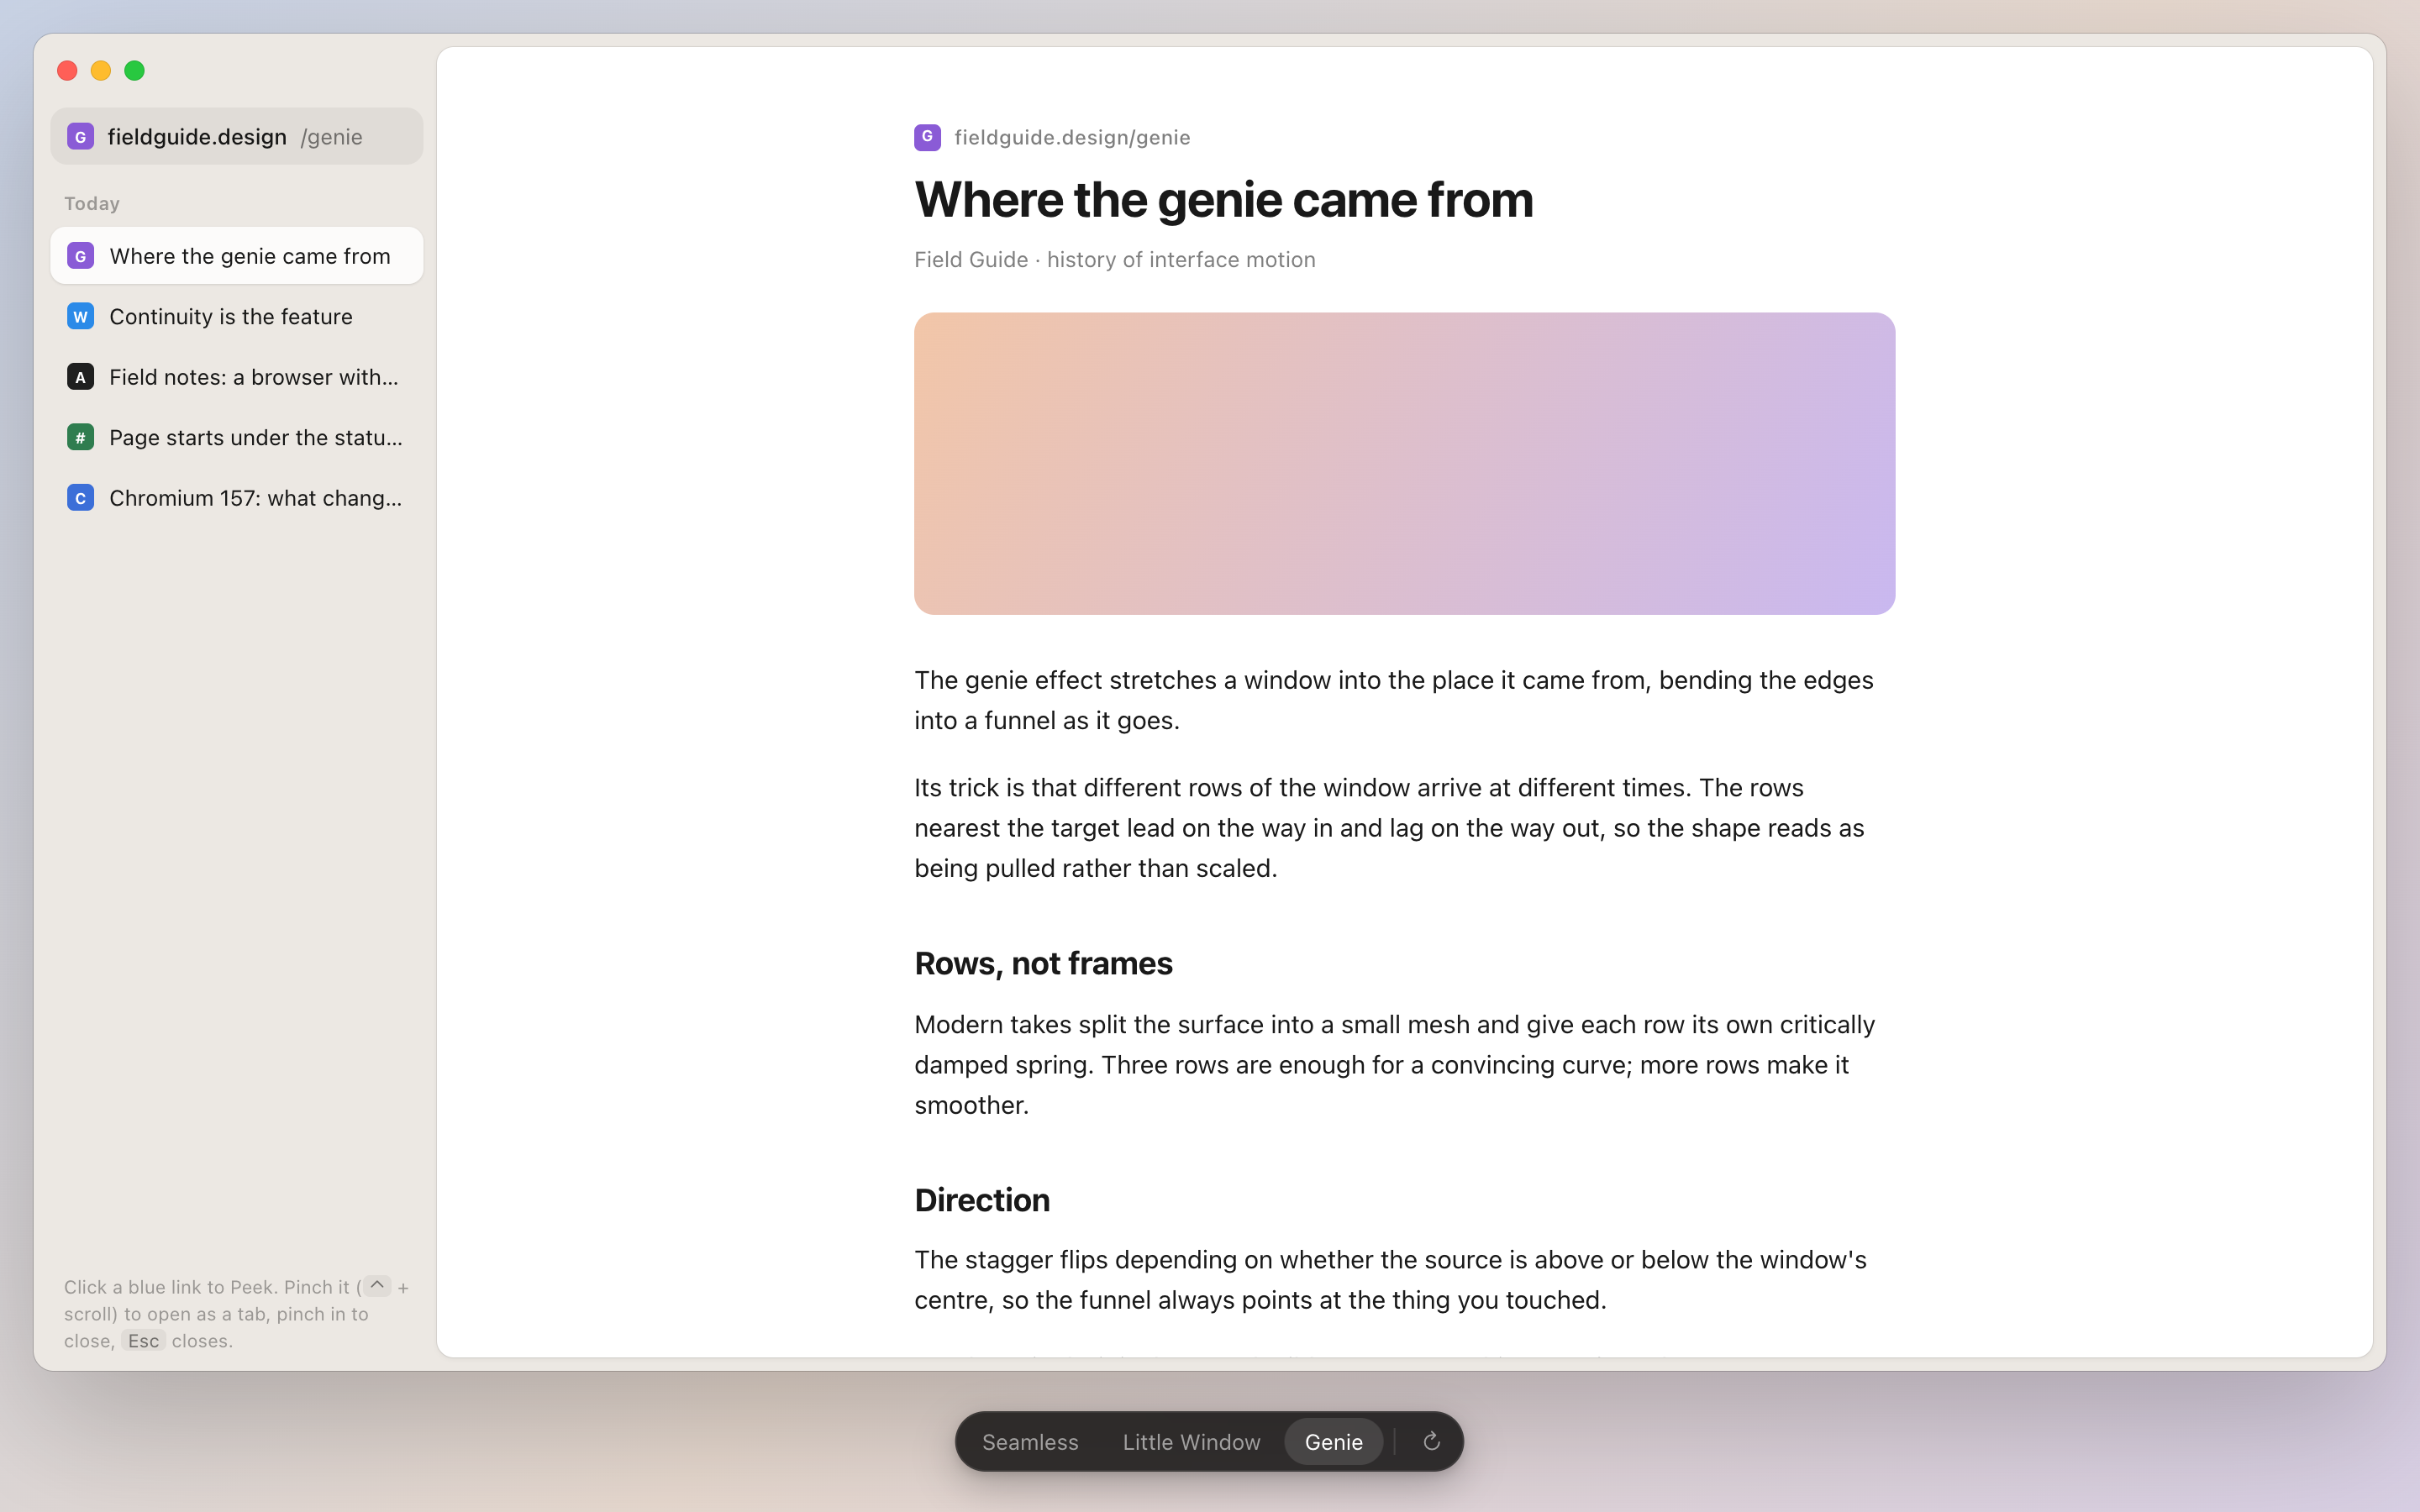 G fieldguide.design /genie
Today
G Where the genie came from
W Continuity is the feature
A Field notes: a browser with...
# Page starts under the statu...
C Chromium 157: what chang...
Click a blue link to Peek. Pinch it (^ +
scroll) to open as a tab, pinch in to
close, Esc closes.
G fieldguide.design/genie
Where the genie came from
Field Guide · history of interface motion
The genie effect stretches a window into the place it came from, bending the edges
into a funnel as it goes.
Its trick is that different rows of the window arrive at different times. The rows
nearest the target lead on the way in and lag on the way out, so the shape reads as
being pulled rather than scaled.
Rows, not frames
Modern takes split the surface into a small mesh and give each row its own critically
damped spring. Three rows are enough for a convincing curve; more rows make it
smoother.
Direction
The stagger flips depending on whether the source is above or below the window's
centre, so the funnel always points at the thing you touched.
Seamless Little Window Genie